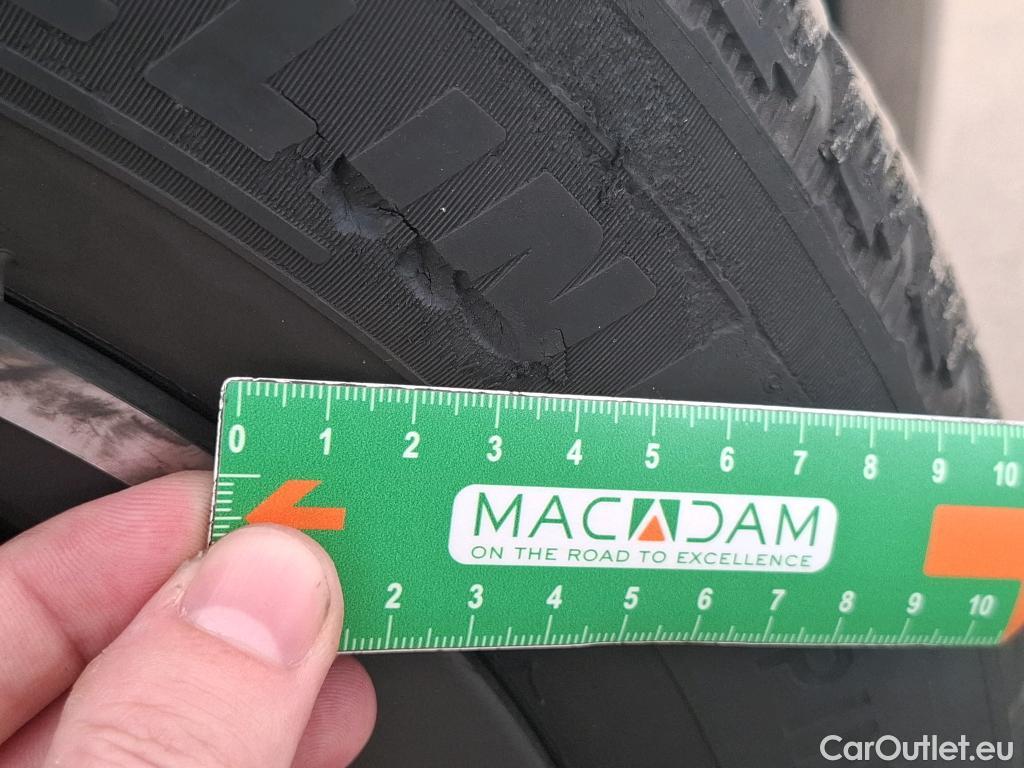 LIN
0 1 2 3 4 5 6 7 8 9 10
MACADAM
ON THE ROAD TO EXCELLENCE
2 3 4 5 6 7 8 9 10
CarOutlet.eu